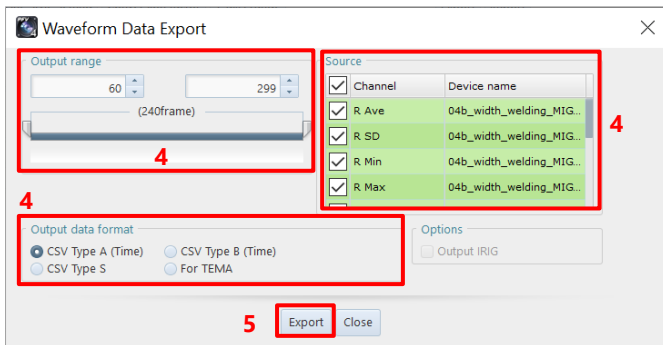 Waveform Data Export
Output range
60
299
(240frame)
4
Source
Channel Device name
R Ave 04b_width_welding_MIG...
R SD 04b_width_welding_MIG...
R Min 04b_width_welding_MIG...
R Max 04b_width_welding_MIG...
4
4
Output data format
CSV Type A (Time) CSV Type B (Time)
CSV Type S For TEMA
Options
Output IRIG
5 Export Close